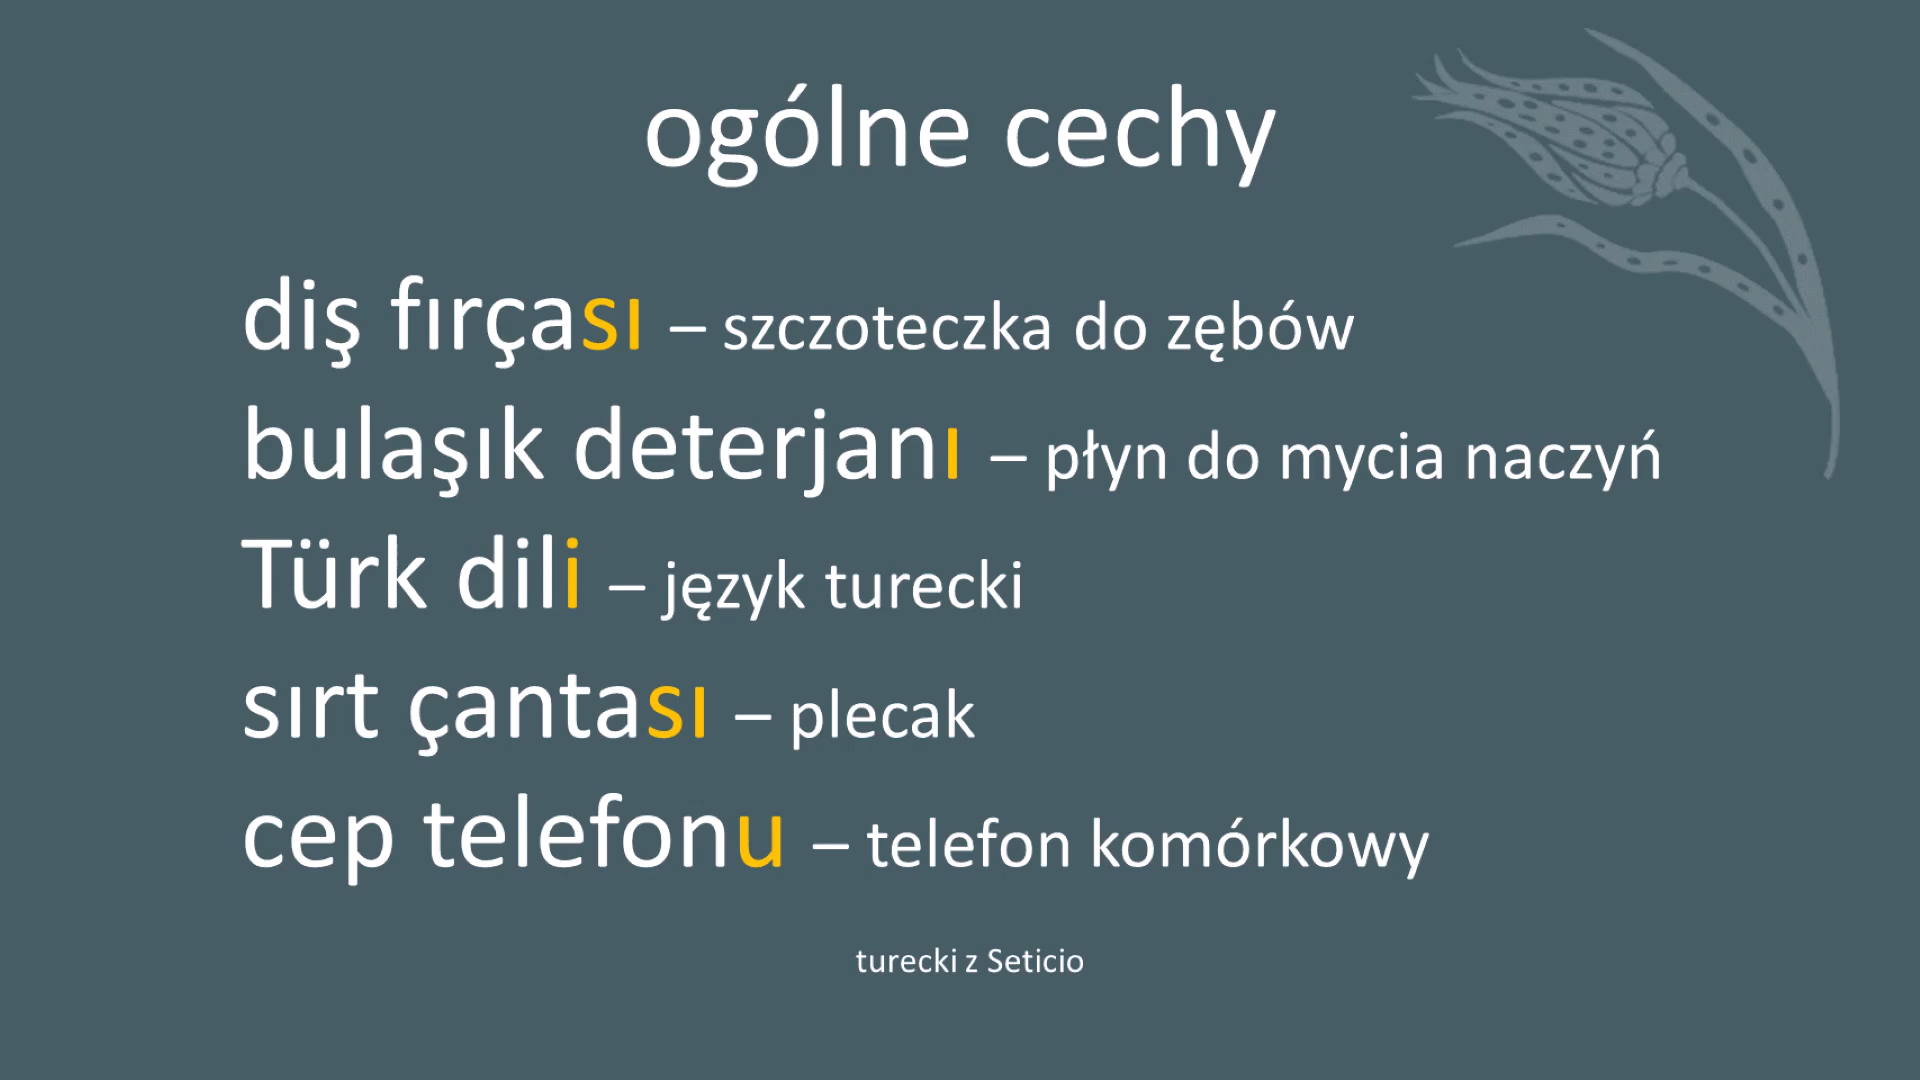 ogólne cechy
diş fırçası – szczoteczka do zębów
bulaşık deterjanı – płyn do mycia naczyń
Türk dili – język turecki
sırt çantası – plecak
cep telefonu – telefon komórkowy
turecki z Seticio